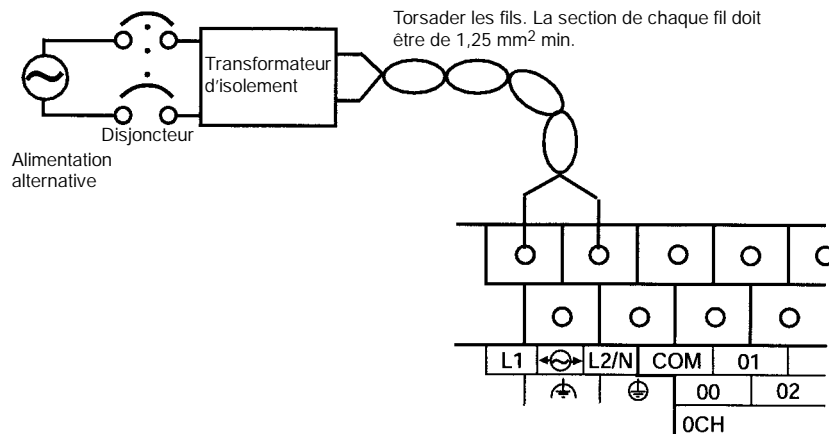 Torsader les fils. La section de chaque fil doit
être de 1,25 mm² min.
Transformateur
d'isolement
Disjoncteur
Alimentation
alternative
L1 L2/N COM 01
00 02
0CH